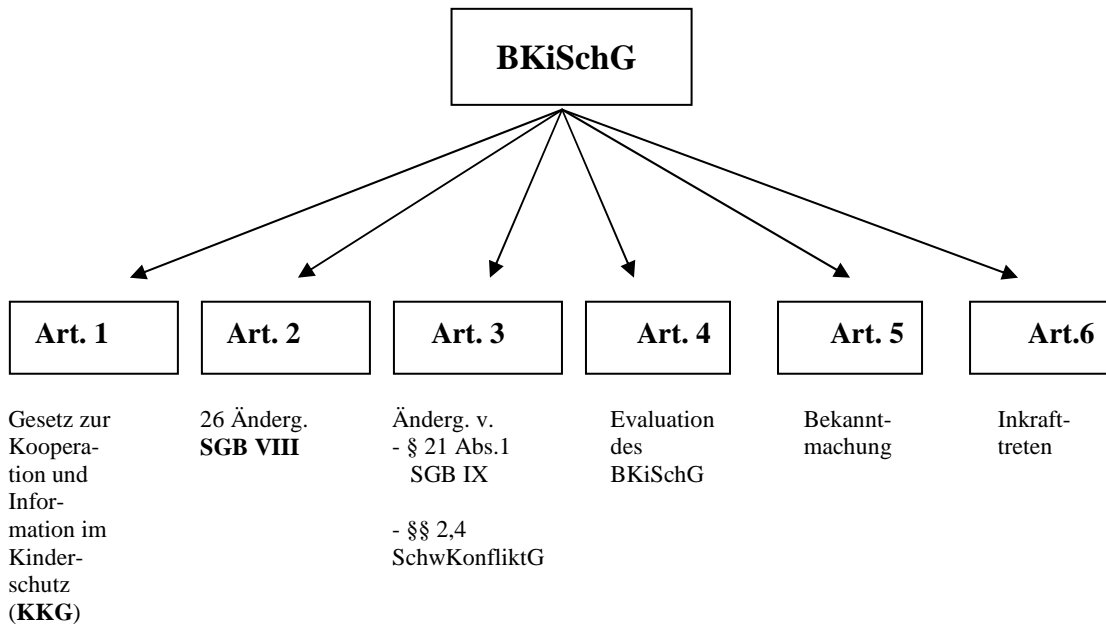 BKiSchG
Art. 1
Art. 2
Art. 3
Art. 4
Art. 5
Art.6
Gesetz zur
Koopera-
tion und
Infor-
mation im
Kinder-
schutz
(KKG)
26 Änderg.
SGB VIII
Änderg. v.
- § 21 Abs.1
SGB IX
- §§ 2,4
SchwKonfliktG
Evaluation
des
BKiSchG
Bekannt-
machung
Inkraft-
treten